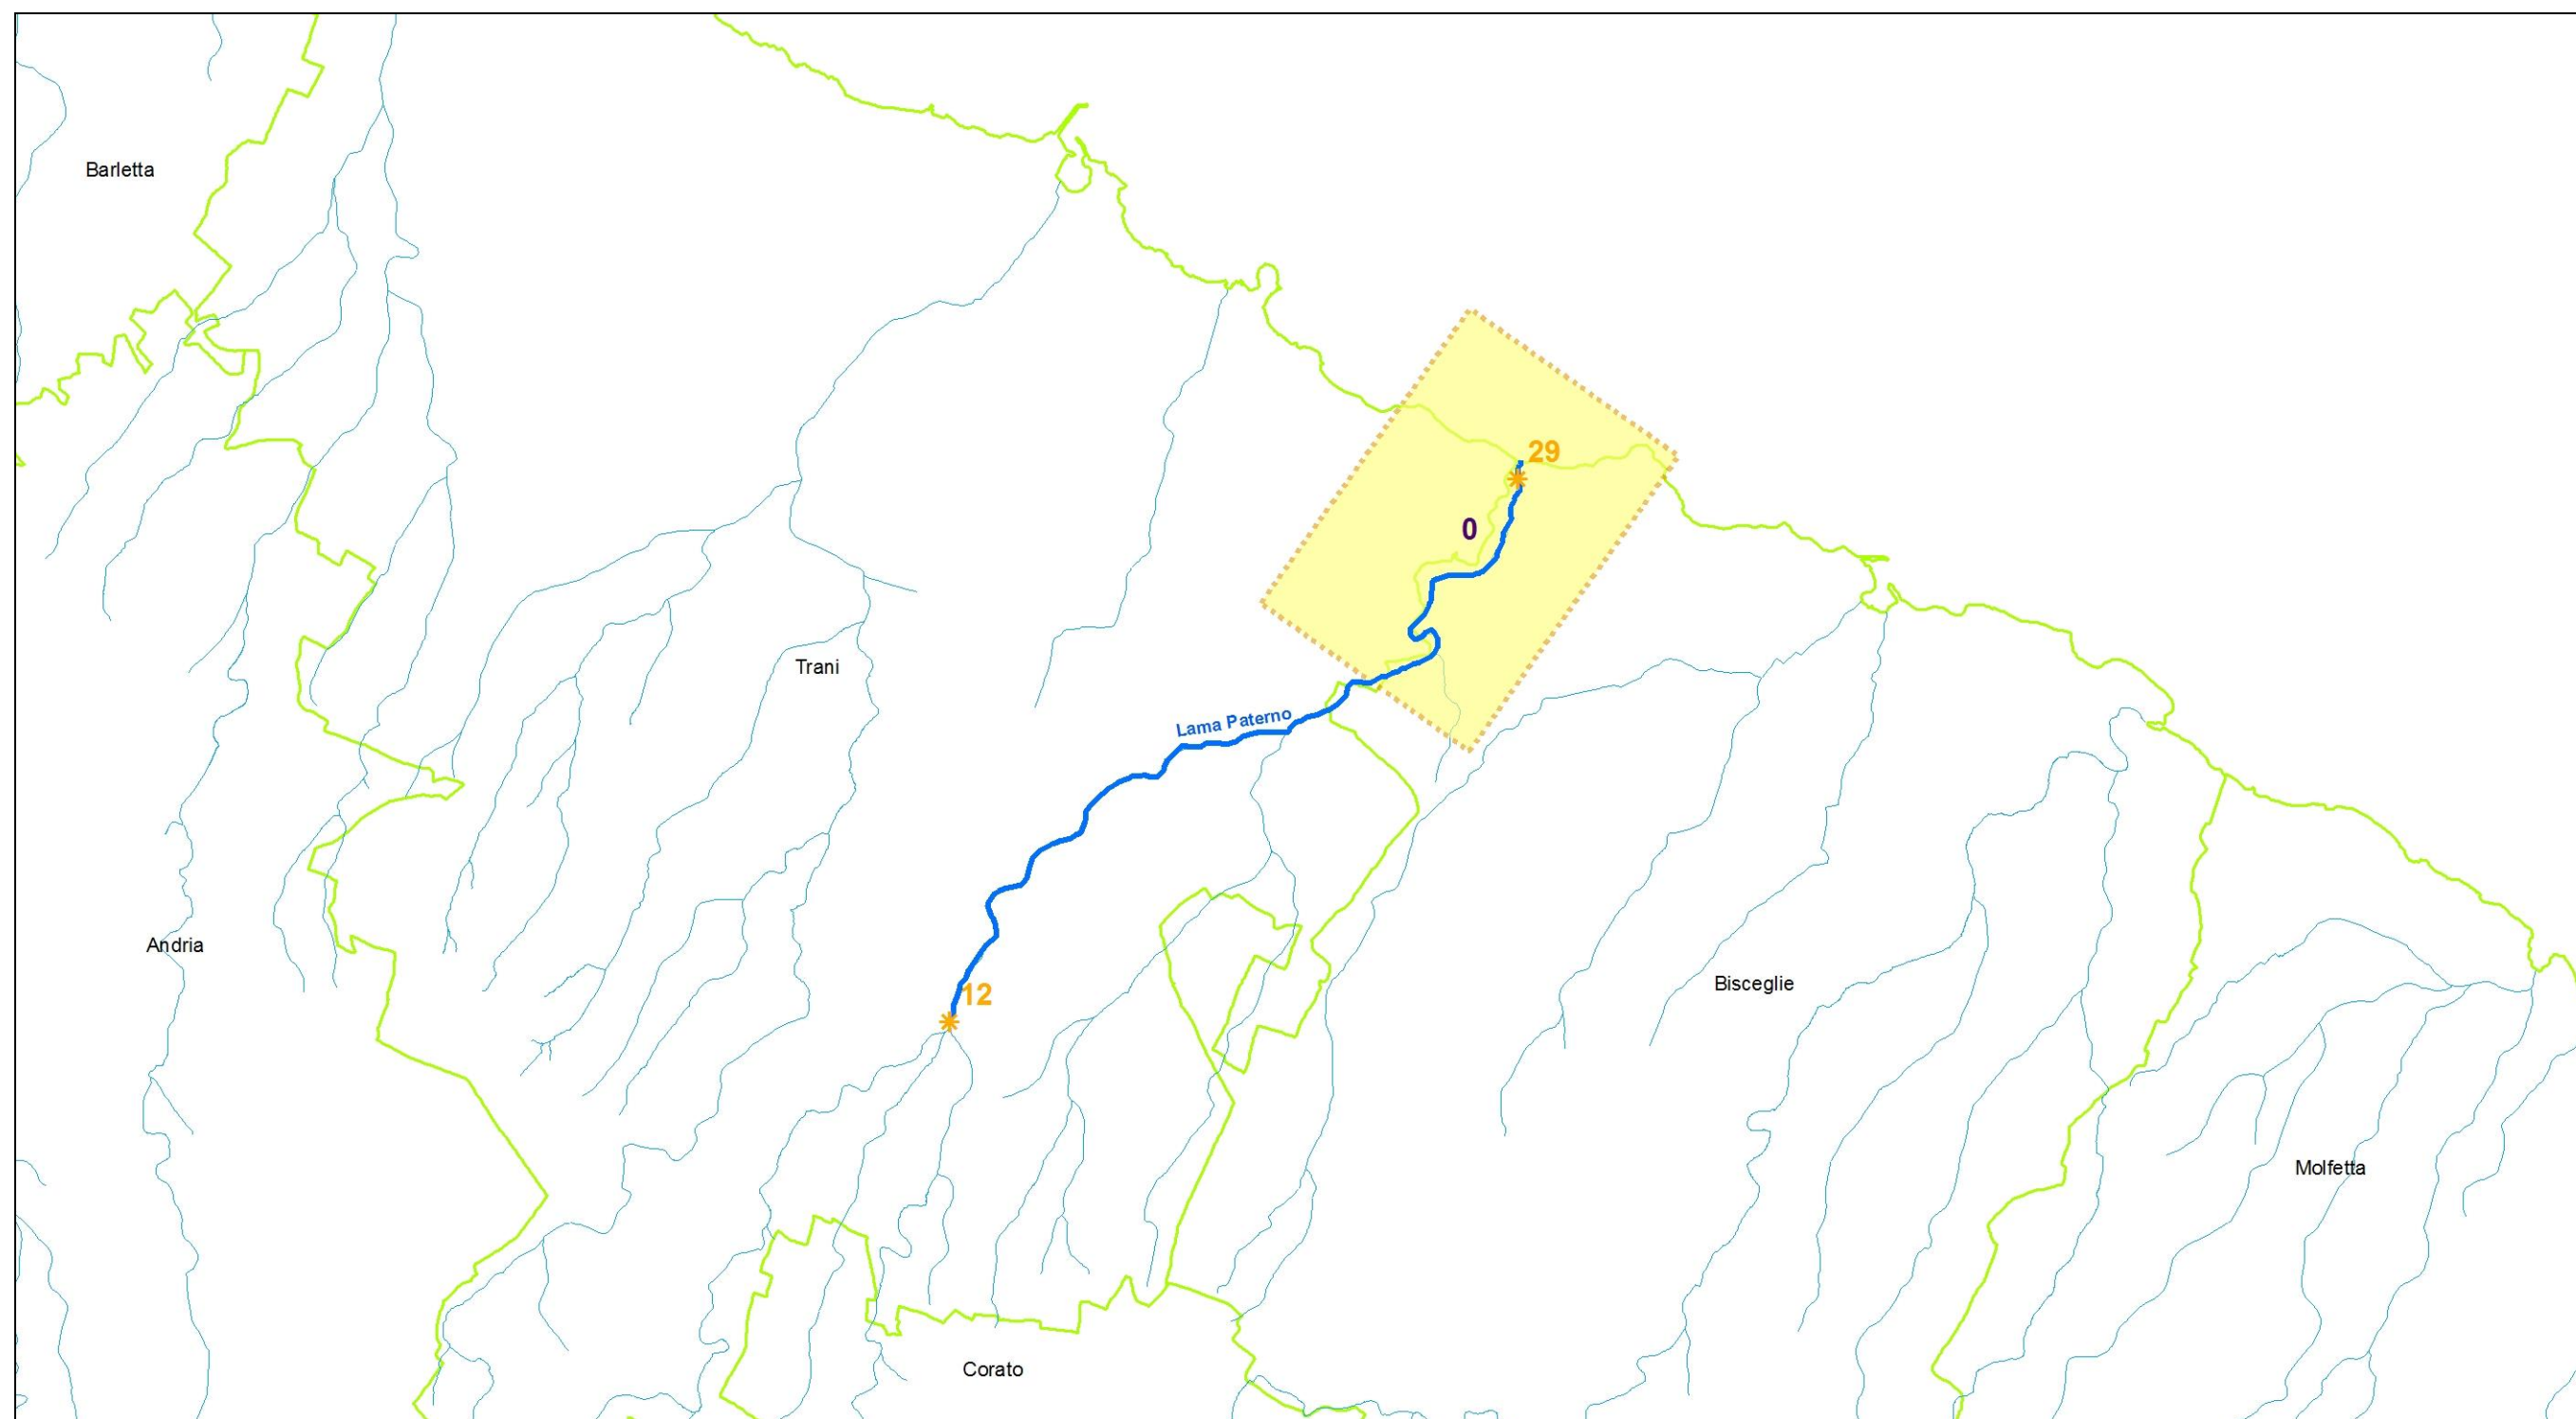 Barletta
29
0
Trani
Lama Paterno
Andria
12
Bisceglie
Molfetta
Corato